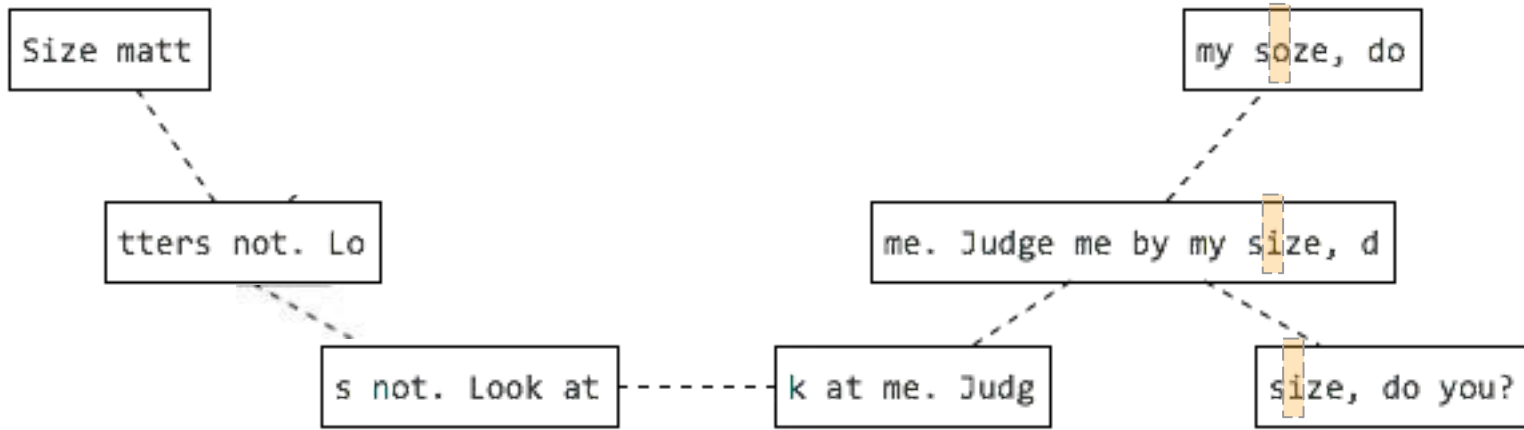 Size matt
my soze, do
tters not. Lo
me. Judge me by my size, d
s not. Look at
k at me. Judg
size, do you?